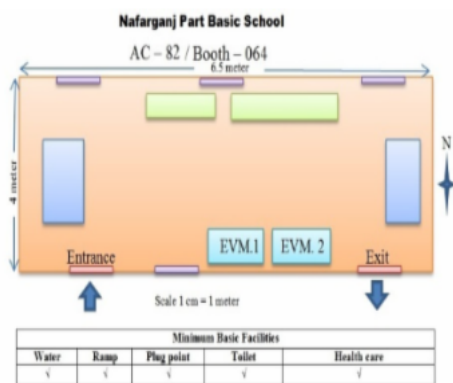 Nafarganj Part Basic School
AC – 82 / Booth – 064
6.5 meter
4 meter
N
EVM.1 EVM. 2
Entrance Exit
Scale 1 cm = 1 meter
Minimum Basic Facilities
Water Ramp Plug point Toilet Health care
√ √ √ √ √